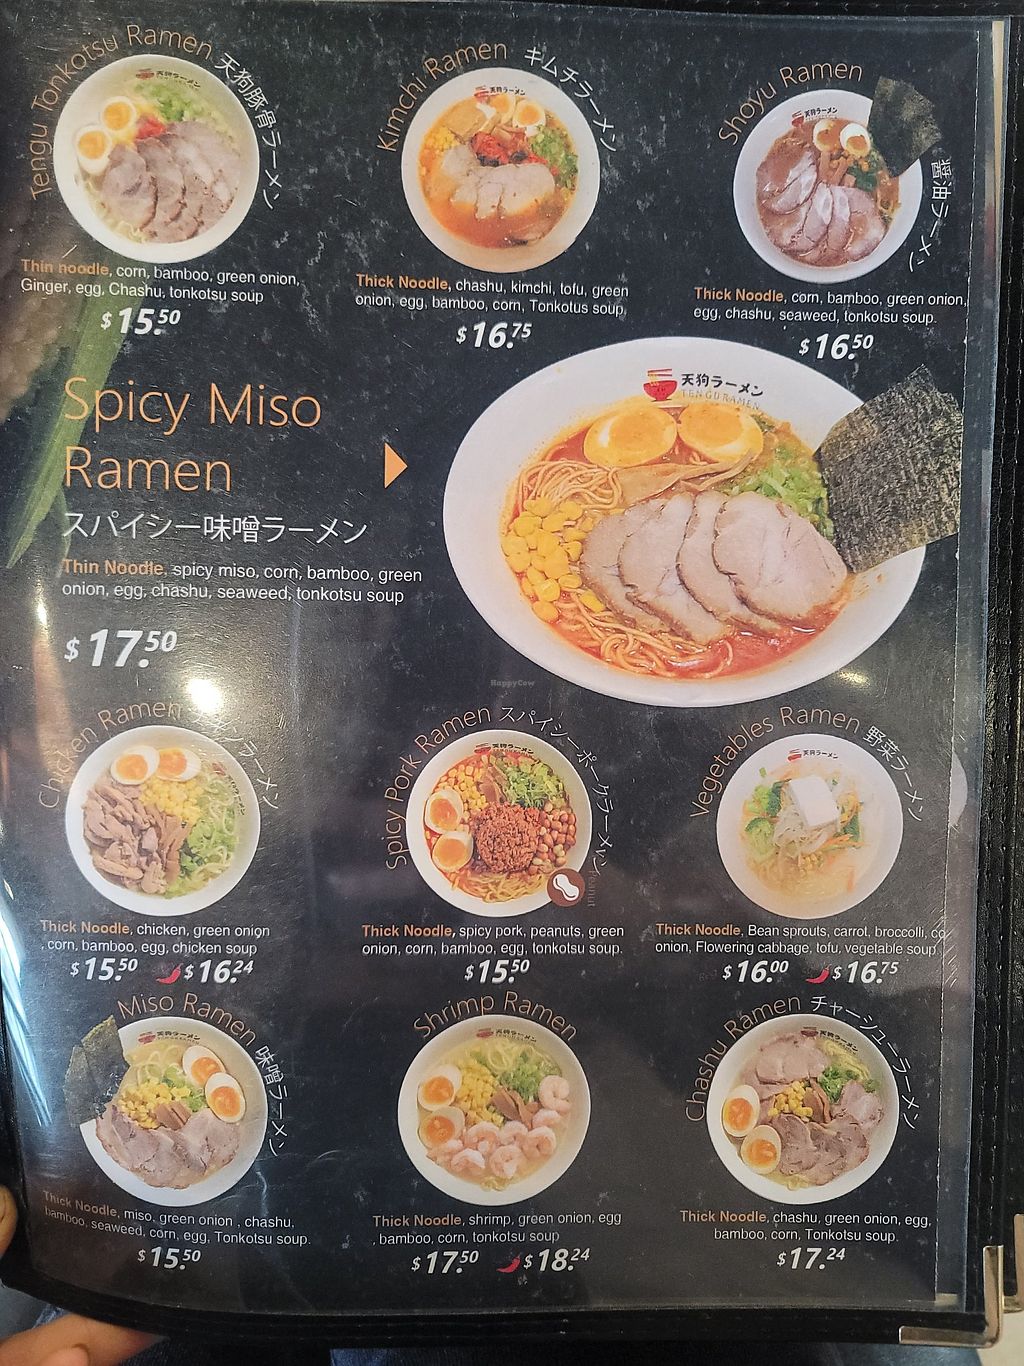 Tengu Tonkotsu Ramen 天狗豚骨ラーメン
Thin noodle, corn, bamboo, green onion,
Ginger, egg, Chashu, tonkotsu soup
$15.50
Kimchi Ramen キムチラーメン
Thick Noodle, chashu, kimchi, tofu, green
onion, egg, bamboo, corn, Tonkotus soup.
$16.75
Shoyu Ramen 醤油ラーメン
Thick Noodle, corn, bamboo, green onion,
egg, chashu, seaweed, tonkotsu soup.
$16.50
Spicy Miso
Ramen
スパイシー味噌ラーメン
Thin Noodle, spicy miso, corn, bamboo, green
onion, egg, chashu, seaweed, tonkotsu soup
$17.50
天狗ラーメン
TENGU RAMEN
HappyCow
Chicken Ramen
Thick Noodle, chicken, green onion
, corn, bamboo, egg, chicken soup
$15.50 $16.24
Spicy Pork Ramen スパイシーポークラーメン
Peanut
Thick Noodle, spicy pork, peanuts, green
onion, corn, bamboo, egg, tonkotsu soup.
$15.50
Vegetables Ramen 野菜ラーメン
Thick Noodle, Bean sprouts, carrot, broccolli,
onion, Flowering cabbage, tofu, vegetable soup
$16.00 $16.75
Miso Ramen 味噌ラーメン
Thick Noodle, miso, green onion , chashu,
bamboo, seaweed, corn, egg, Tonkotsu soup.
$15.50
Shrimp Ramen
Thick Noodle, shrimp, green onion, egg
, bamboo, corn, tonkotsu soup
$17.50 $18.24
Chashu Ramen チャーシューラーメン
Thick Noodle, chashu, green onion, egg,
bamboo, corn, Tonkotsu soup.
$17.24